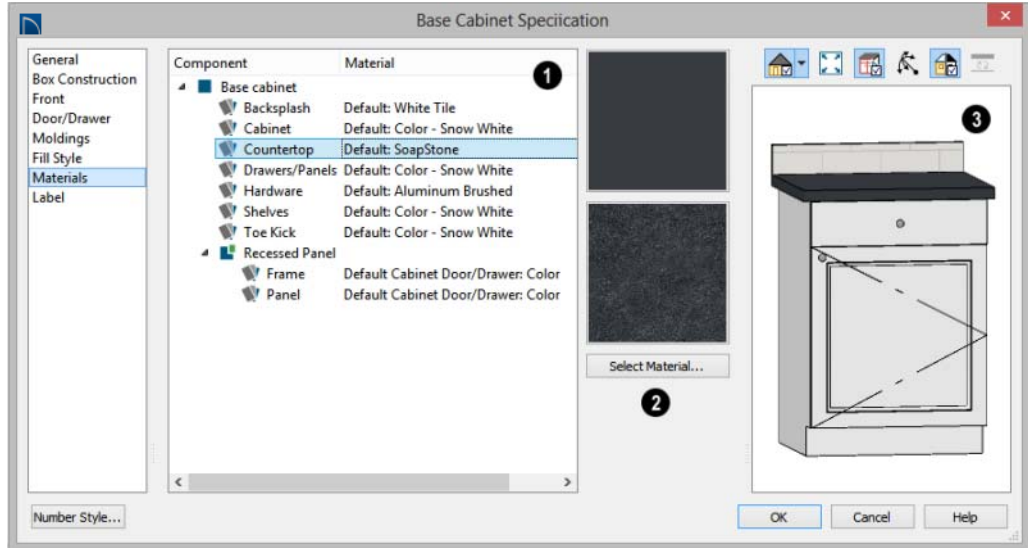 Base Cabinet Speciication
General
Box Construction
Front
Door/Drawer
Moldings
Fill Style
Materials
Label
Component Material
1
Base cabinet
Backsplash Default: White Tile
Cabinet Default: Color - Snow White
Countertop Default: SoapStone
Drawers/Panels Default: Color - Snow White
Hardware Default: Aluminum Brushed
Shelves Default: Color - Snow White
Toe Kick Default: Color - Snow White
Recessed Panel
Frame Default Cabinet Door/Drawer: Color
Panel Default Cabinet Door/Drawer: Color
Select Material...
2
3
Number Style...
OK Cancel Help